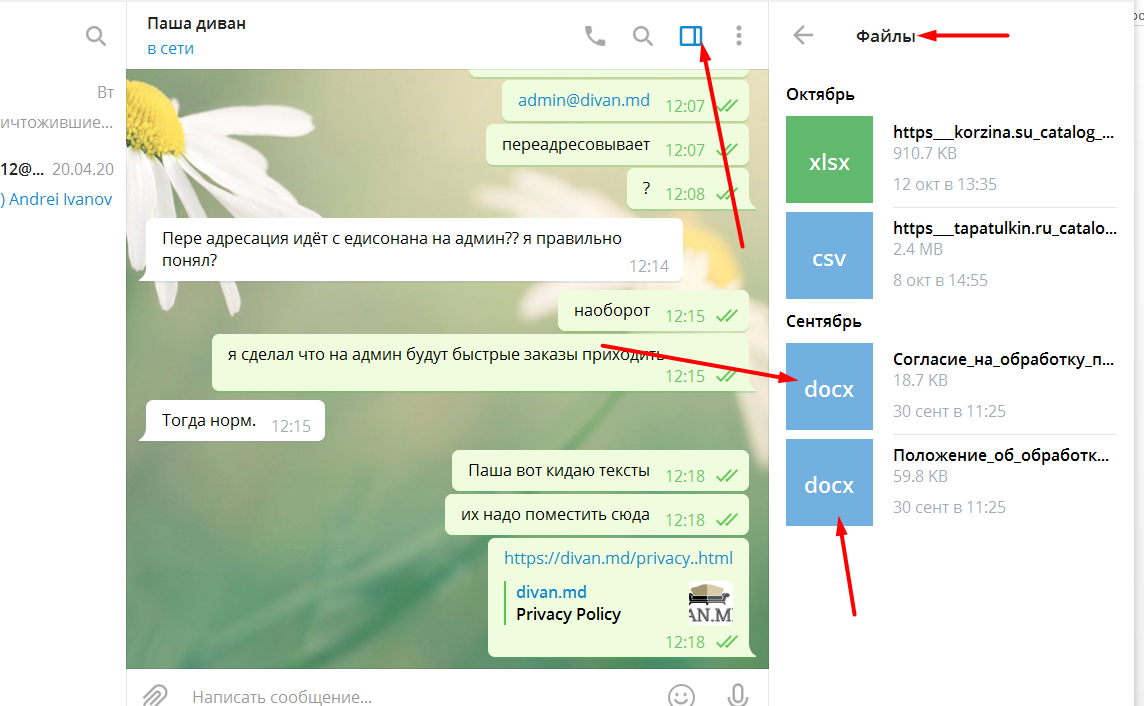 Вт
ичтожившие...
12@... 20.04.20
) Andrei Ivanov
Паша диван
в сети
admin@divan.md 12:07
переадресовывает 12:07
? 12:08
Пере адресация идёт с едисонана на админ?? я правильно
понял? 12:14
наоборот 12:15
я сделал что на админ будут быстрые заказы приходить
12:15
Тогда норм. 12:15
Паша вот кидаю тексты 12:18
их надо поместить сюда 12:18
https://divan.md/privacy..html
divan.md
Privacy Policy
AN.M
12:18
Написать сообщение...
Файлы
Октябрь
xlsx
https___korzina.su_catalog_...
910.7 KB
12 окт в 13:35
csv
https___tapatulkin.ru_catalo...
2.4 MB
8 окт в 14:55
Сентябрь
docx
Согласие_на_обработку_п...
18.7 KB
30 сент в 11:25
docx
Положение_об_обработк...
59.8 KB
30 сент в 11:25